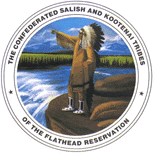 THE CONFEDERATED SALISH AND KOOTENAI TRIBES
OF THE FLATHEAD RESERVATION